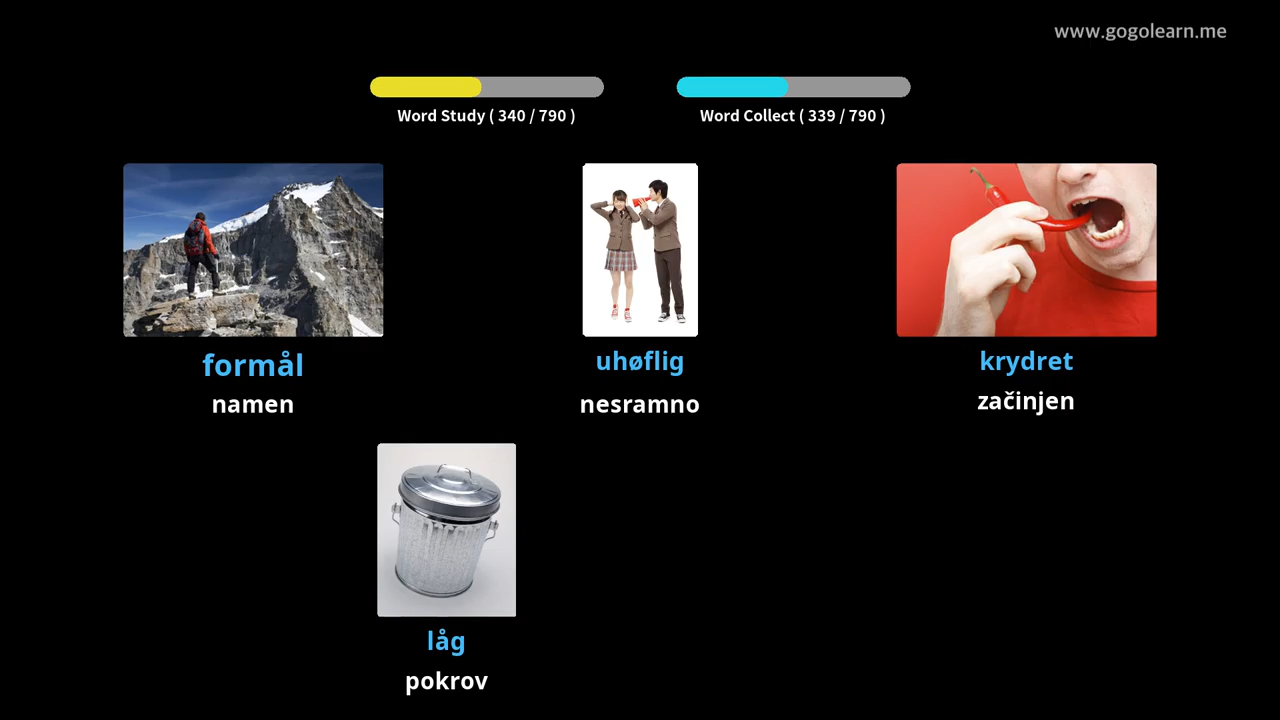 www.gogolearn.me
Word Study ( 340 / 790 )
Word Collect ( 339 / 790 )
formål
namen
uhøflig
nesramno
krydret
začinjen
låg
pokrov